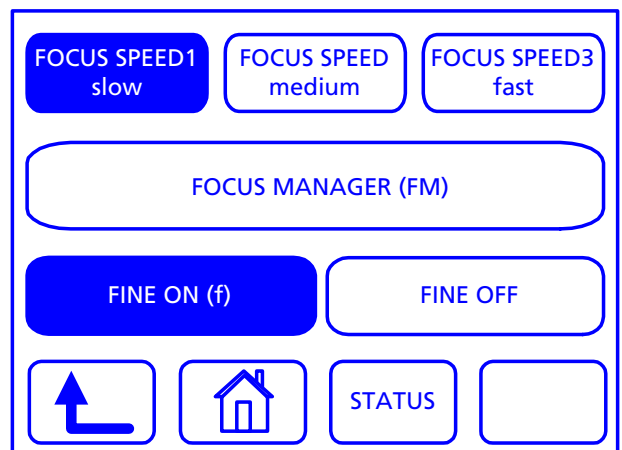 FOCUS SPEED1
slow
FOCUS SPEED
medium
FOCUS SPEED3
fast
FOCUS MANAGER (FM)
FINE ON (f)
FINE OFF
STATUS